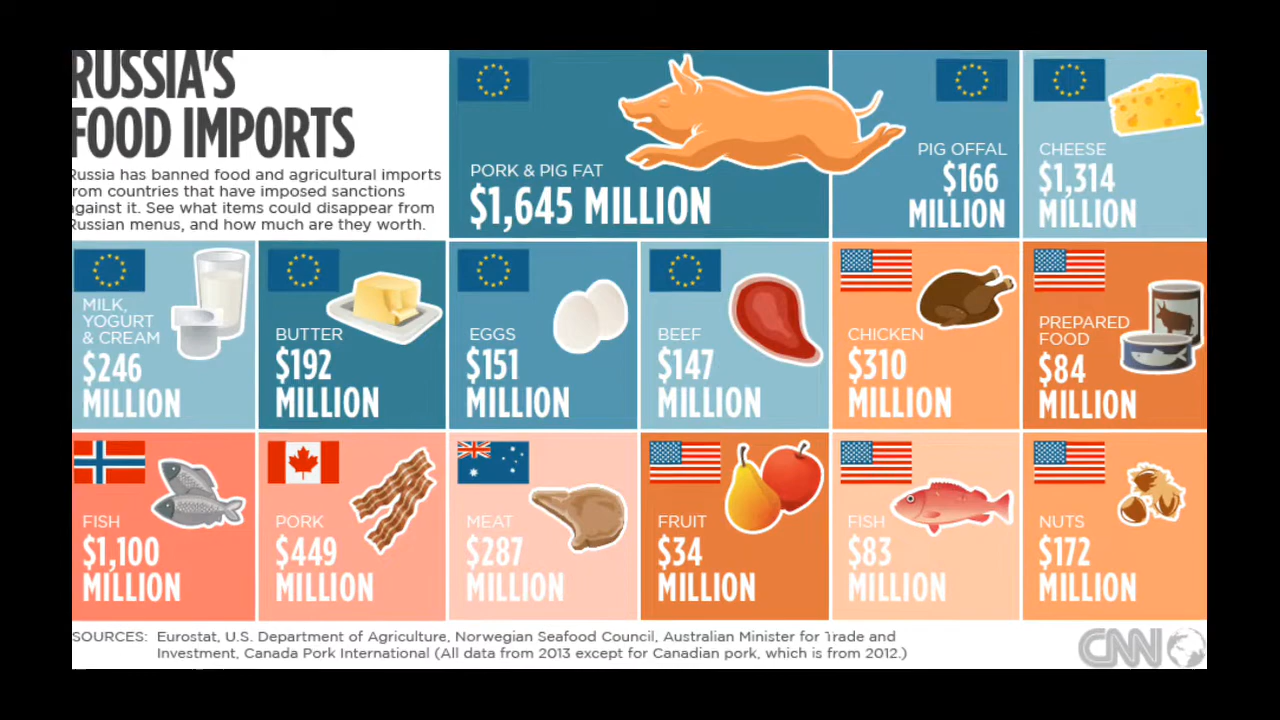 RUSSIA'S
FOOD IMPORTS
Russia has banned food and agricultural imports
from countries that have imposed sanctions
against it. See what items could disappear from
Russian menus, and how much are they worth.
PORK & PIG FAT
$1,645 MILLION
PIG OFFAL
$166
MILLION
CHEESE
$1,314
MILLION
MILK,
YOGURT
& CREAM
$246
MILLION
BUTTER
$192
MILLION
EGGS
$151
MILLION
BEEF
$147
MILLION
CHICKEN
$310
MILLION
PREPARED
FOOD
$84
MILLION
FISH
$1,100
MILLION
PORK
$449
MILLION
MEAT
$287
MILLION
FRUIT
$34
MILLION
FISH
$83
MILLION
NUTS
$172
MILLION
SOURCES: Eurostat, U.S. Department of Agriculture, Norwegian Seafood Council, Australian Minister for Trade and
Investment, Canada Pork International (All data from 2013 except for Canadian pork, which is from 2012.)
CNN